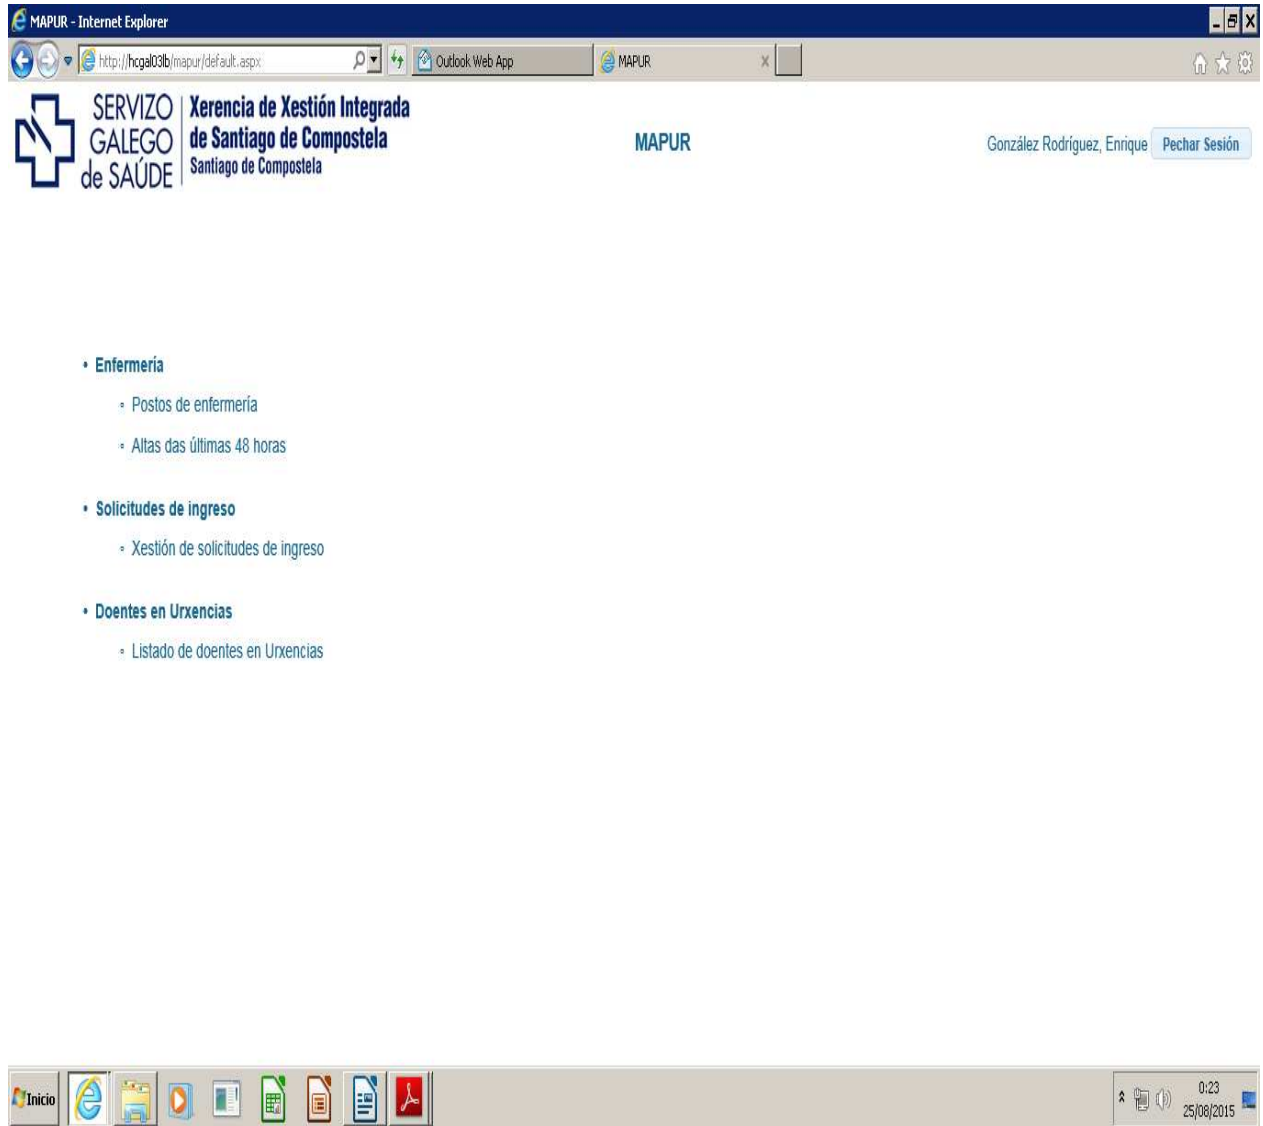 MAPUR - Internet Explorer
http://hcgal03lb/mapur/default.aspx
Outlook Web App
MAPUR
SERVIZO
GALEGO
de SAÚDE
Xerencia de Xestión Integrada
de Santiago de Compostela
Santiago de Compostela
MAPUR
González Rodríguez, Enrique
Pechar Sesión
• Enfermería
Postos de enfermería
Altas das últimas 48 horas
• Solicitudes de ingreso
Xestión de solicitudes de ingreso
• Doentes en Urxencias
Listado de doentes en Urxencias
Inicio
0:23
25/08/2015